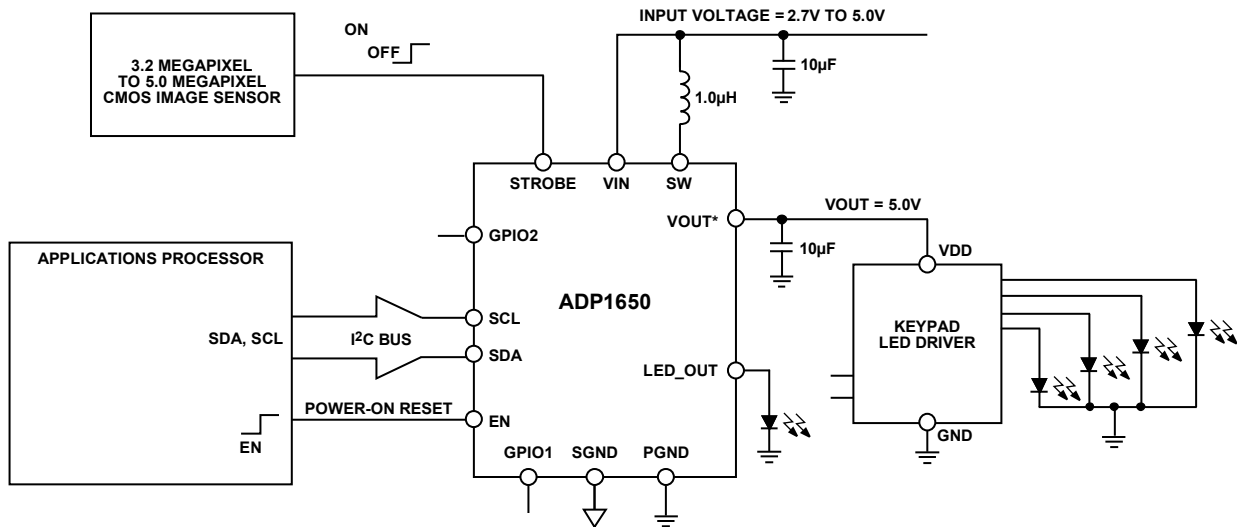 INPUT VOLTAGE = 2.7V TO 5.0V
ON
OFF
3.2 MEGAPIXEL
TO 5.0 MEGAPIXEL
CMOS IMAGE SENSOR
10µF
1.0µH
STROBE
VIN
SW
VOUT*
VOUT = 5.0V
GPIO2
10µF
VDD
APPLICATIONS PROCESSOR
ADP1650
SCL
SDA, SCL
I²C BUS
SDA
KEYPAD
LED DRIVER
LED_OUT
POWER-ON RESET
EN
EN
GND
GPIO1
SGND
PGND